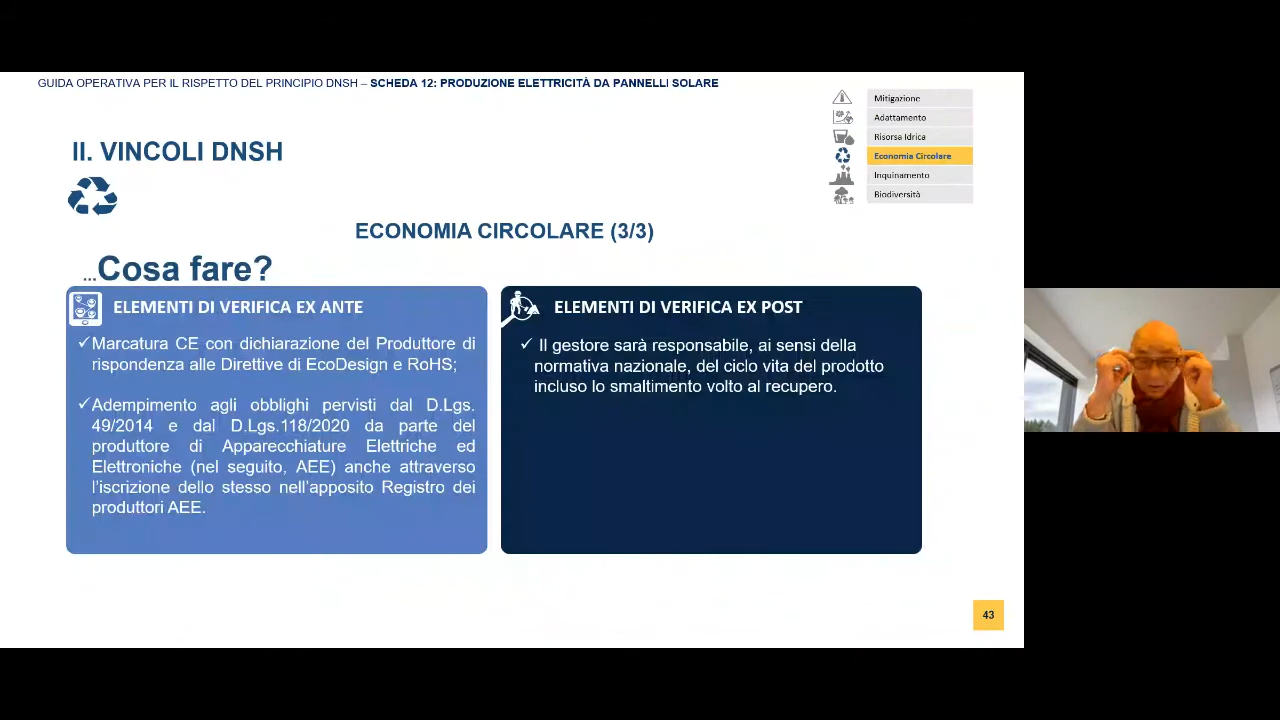 GUIDA OPERATIVA PER IL RISPETTO DEL PRINCIPIO DNSH – SCHEDA 12: PRODUZIONE ELETTRICITÀ DA PANNELLI SOLARE
Mitigazione
Adattamento
Risorsa Idrica
Economia Circolare
Inquinamento
Biodiversità
II. VINCOLI DNSH
ECONOMIA CIRCOLARE (3/3)
...Cosa fare?
ELEMENTI DI VERIFICA EX ANTE
✓Marcatura CE con dichiarazione del Produttore di
rispondenza alle Direttive di EcoDesign e RoHS;
✓Adempimento agli obblighi pervisti dal D.Lgs.
49/2014 e dal D.Lgs.118/2020 da parte del
produttore di Apparecchiature Elettriche ed
Elettroniche (nel seguito, AEE) anche attraverso
l’iscrizione dello stesso nell’apposito Registro dei
produttori AEE.
ELEMENTI DI VERIFICA EX POST
✓ Il gestore sarà responsabile, ai sensi della
normativa nazionale, del ciclo vita del prodotto
incluso lo smaltimento volto al recupero.
43